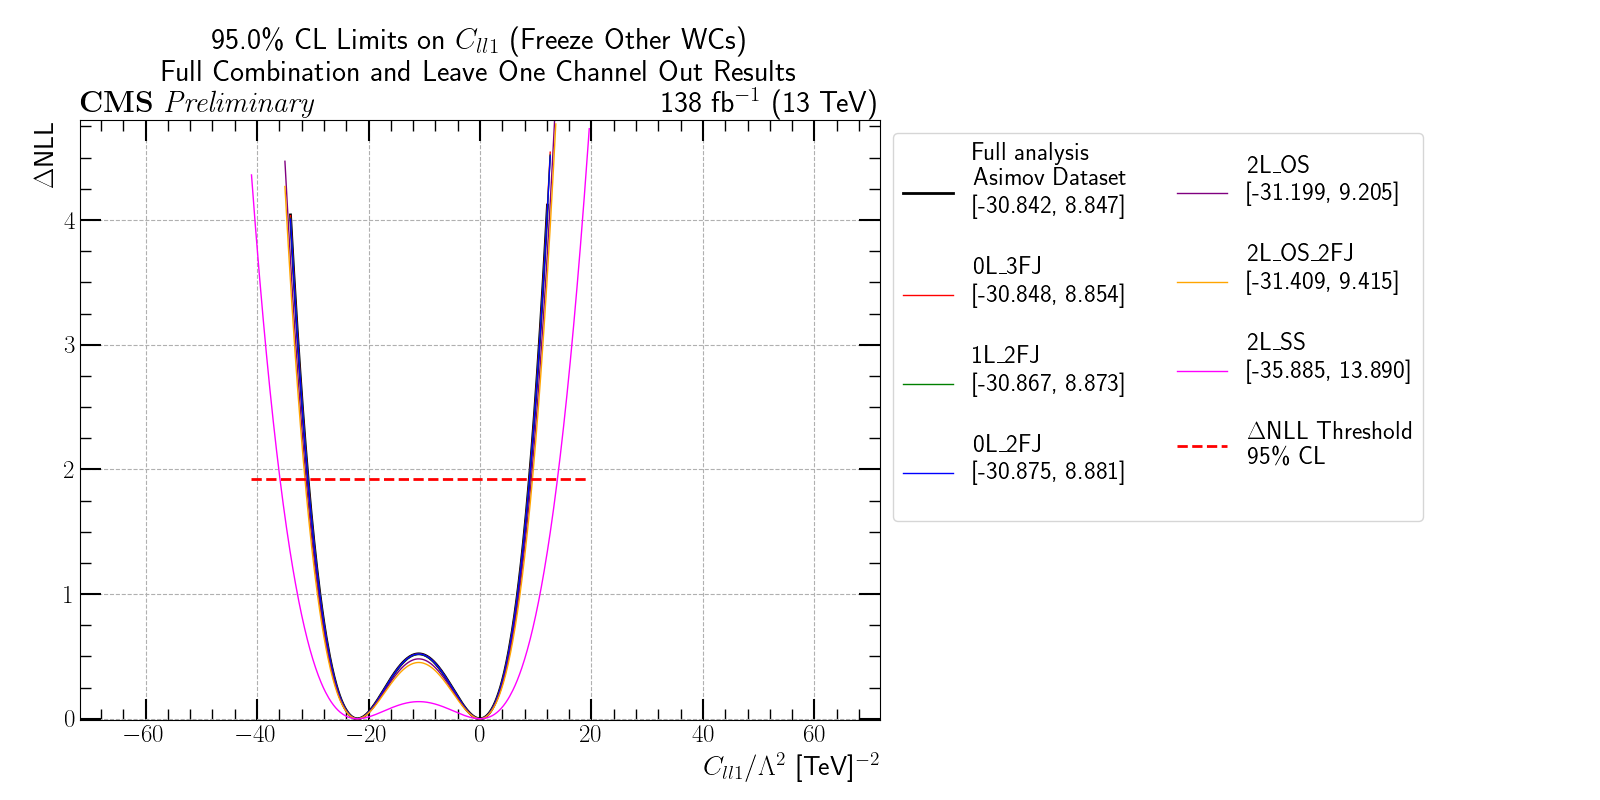 95.0% CL Limits on C_{ll1} (Freeze Other WCs)
Full Combination and Leave One Channel Out Results
CMS Preliminary
138 fb^{-1} (13 TeV)
ΔNLL
4
3
2
1
0
−60
−40
−20
0
20
40
60
C_{ll1}/Λ^{2} [TeV]^{−2}
Full analysis
Asimov Dataset
[-30.842, 8.847]
0L_3FJ
[-30.848, 8.854]
1L_2FJ
[-30.867, 8.873]
0L_2FJ
[-30.875, 8.881]
2L_OS
[-31.199, 9.205]
2L_OS_2FJ
[-31.409, 9.415]
2L_SS
[-35.885, 13.890]
ΔNLL Threshold
95% CL